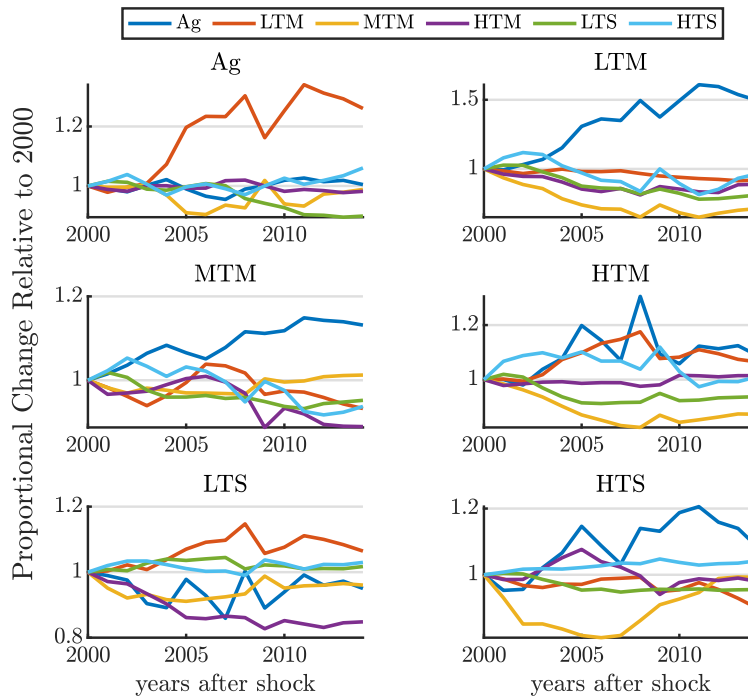 Ag LTM MTM HTM LTS HTS
Ag
LTM
1.2
1
2000 2005 2010
1.5
1
2000 2005 2010
MTM
HTM
1.2
1
2000 2005 2010
1.2
1
2000 2005 2010
LTS
HTS
1.2
1
0.8
2000 2005 2010
1.2
1
2000 2005 2010
years after shock
years after shock
Proportional Change Relative to 2000